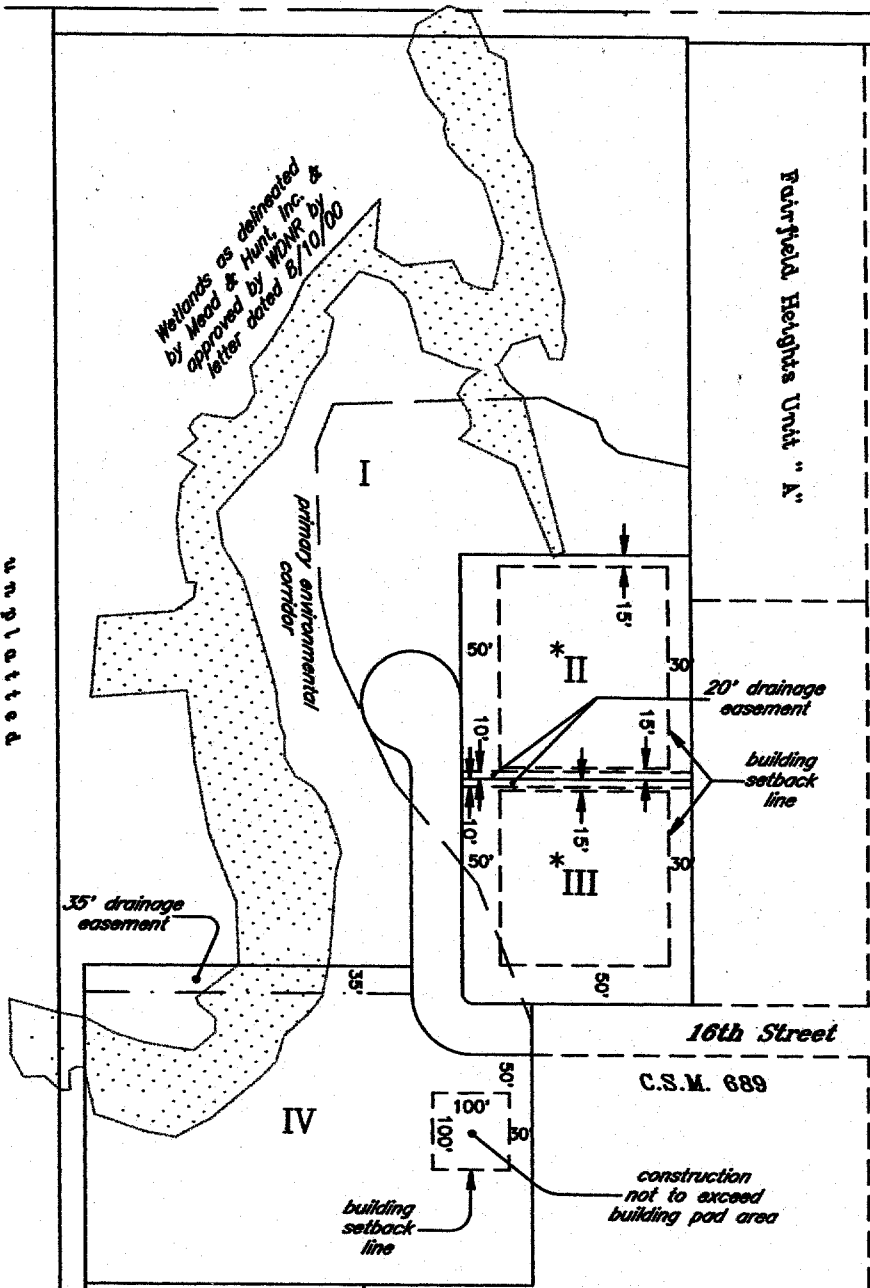 Wetlands as delineated
by Mead & Hunt, Inc. &
approved by WDNR by
letter dated 8/10/00
Fairfield Heights Unit "A"
unplatted
I
primary environmental
corridor
15'
50'
*
II
30'
20' drainage
easement
10'
15'
building
setback
line
10'
15'
50'
*
III
30'
35' drainage
easement
35'
50'
16th Street
C.S.M. 689
50'
IV
100'
100'
30'
construction
not to exceed
building pad area
building
setback
line